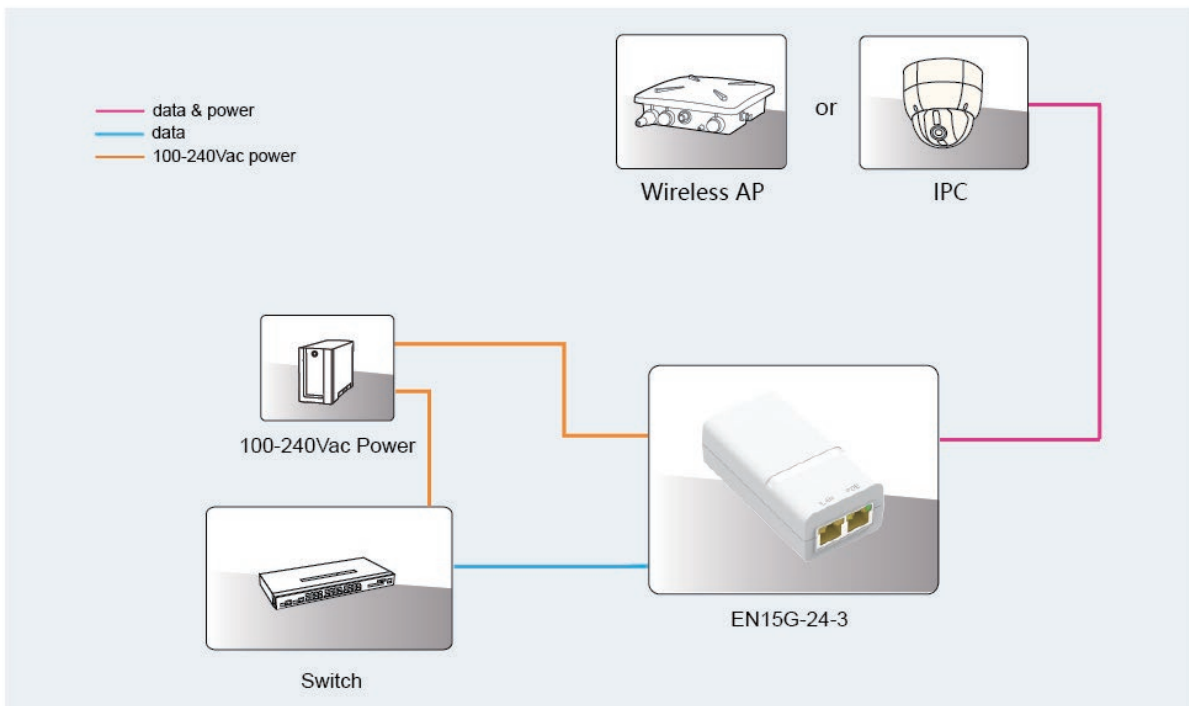 data & power
data
100-240Vac power
or
Wireless AP
IPC
100-240Vac Power
EN15G-24-3
Switch